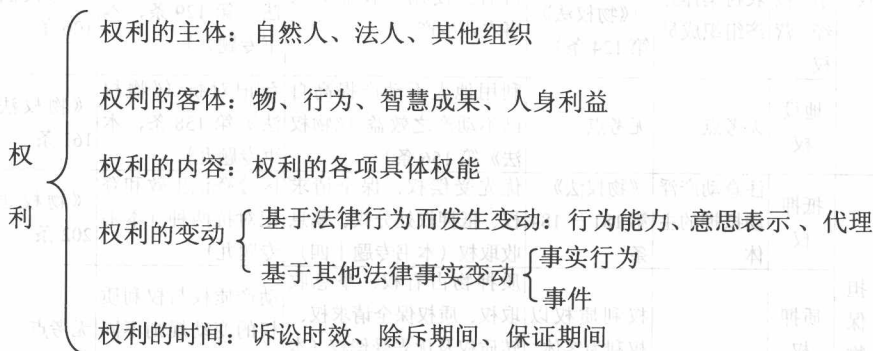 权利
权利的主体：自然人、法人、其他组织
权利的客体：物、行为、智慧成果、人身利益
权利的内容：权利的各项具体权能
权利的变动
基于法律行为而发生变动：行为能力、意思表示、代理
基于其他法律事实变动
事实行为
事件
权利的时间：诉讼时效、除斥期间、保证期间